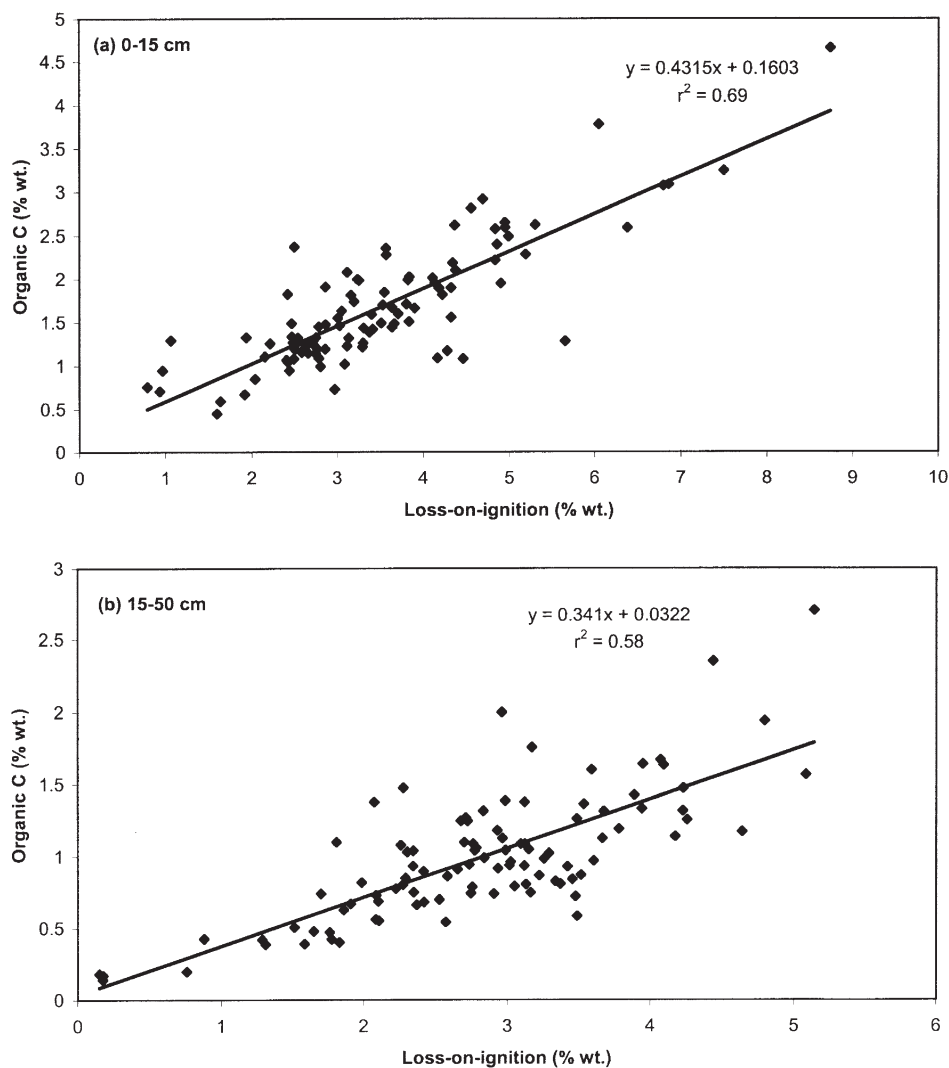 5
(a) 0-15 cm
4.5
y = 0.4315x + 0.1603
r² = 0.69
4
3.5
3
2.5
2
1.5
1
0.5
0
Organic C (% wt.)
0 1 2 3 4 5 6 7 8 9 10
Loss-on-ignition (% wt.)
3
(b) 15-50 cm
y = 0.341x + 0.0322
r² = 0.58
2.5
2
1.5
1
0.5
0
Organic C (% wt.)
0 1 2 3 4 5 6
Loss-on-ignition (% wt.)